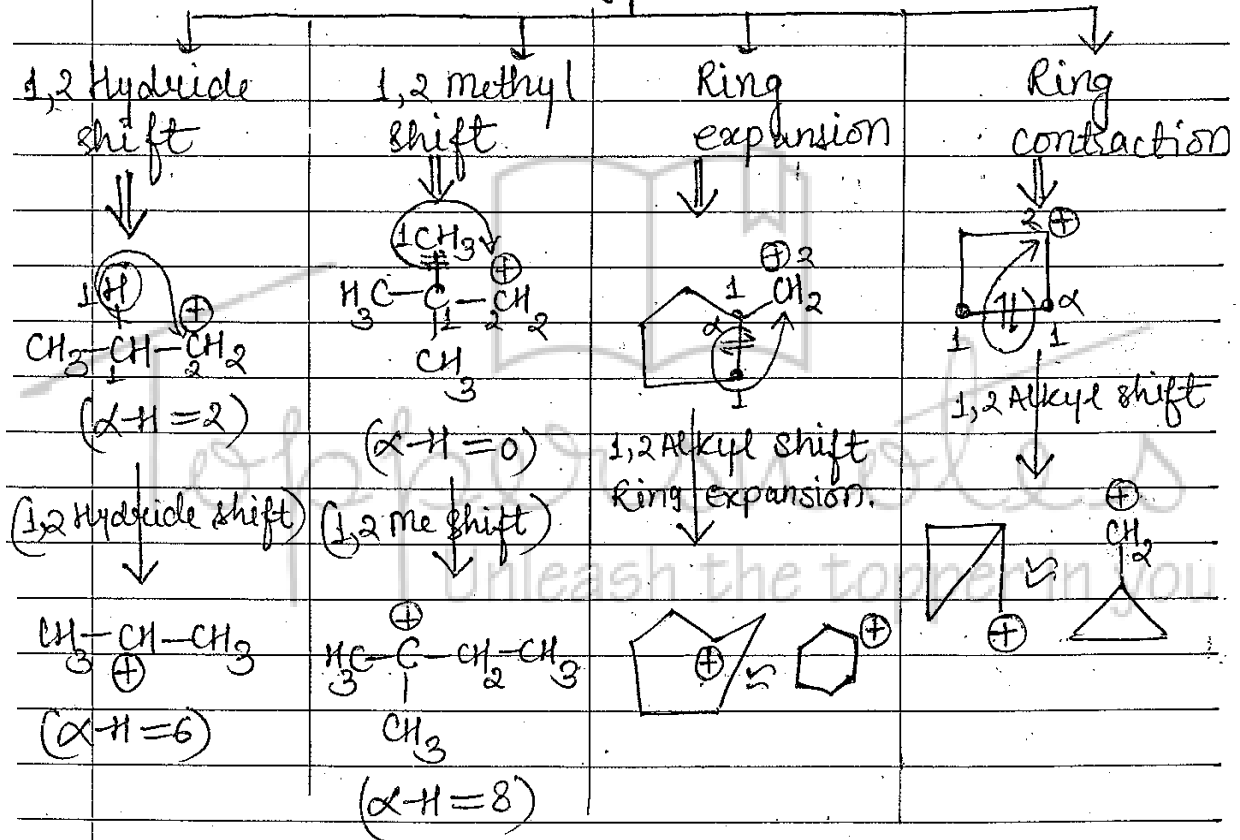 1,2 Hydride
shift
1H
⊕
CH3-CH-CH2
1 2
(α-H=2)
(1,2 Hydride shift)
CH3-CH-CH3
⊕
(α-H=6)
1,2 methyl
shift
1CH3
⊕
H3C-C-CH2
1 2
CH3
(α-H=0)
(1,2 Me shift)
⊕
H3C-C-CH2-CH3
CH3
(α-H=8)
Ring
expansion
⊕2
1 CH2
α
1
1,2 Alkyl shift
Ring expansion.
⊕ ⊕
Ring
contraction
2⊕
α
1 1
1,2 Alkyl shift
⊕
CH2
⊕
Toppersnotes
Unleash the topper in you